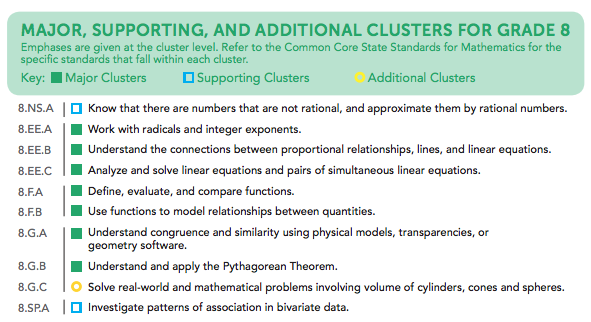 MAJOR, SUPPORTING, AND ADDITIONAL CLUSTERS FOR GRADE 8
Emphases are given at the cluster level. Refer to the Common Core State Standards for Mathematics for the
specific standards that fall within each cluster.
Key: Major Clusters Supporting Clusters Additional Clusters
8.NS.A Know that there are numbers that are not rational, and approximate them by rational numbers.
8.EE.A Work with radicals and integer exponents.
8.EE.B Understand the connections between proportional relationships, lines, and linear equations.
8.EE.C Analyze and solve linear equations and pairs of simultaneous linear equations.
8.F.A Define, evaluate, and compare functions.
8.F.B Use functions to model relationships between quantities.
8.G.A Understand congruence and similarity using physical models, transparencies, or
geometry software.
8.G.B Understand and apply the Pythagorean Theorem.
8.G.C Solve real-world and mathematical problems involving volume of cylinders, cones and spheres.
8.SP.A Investigate patterns of association in bivariate data.